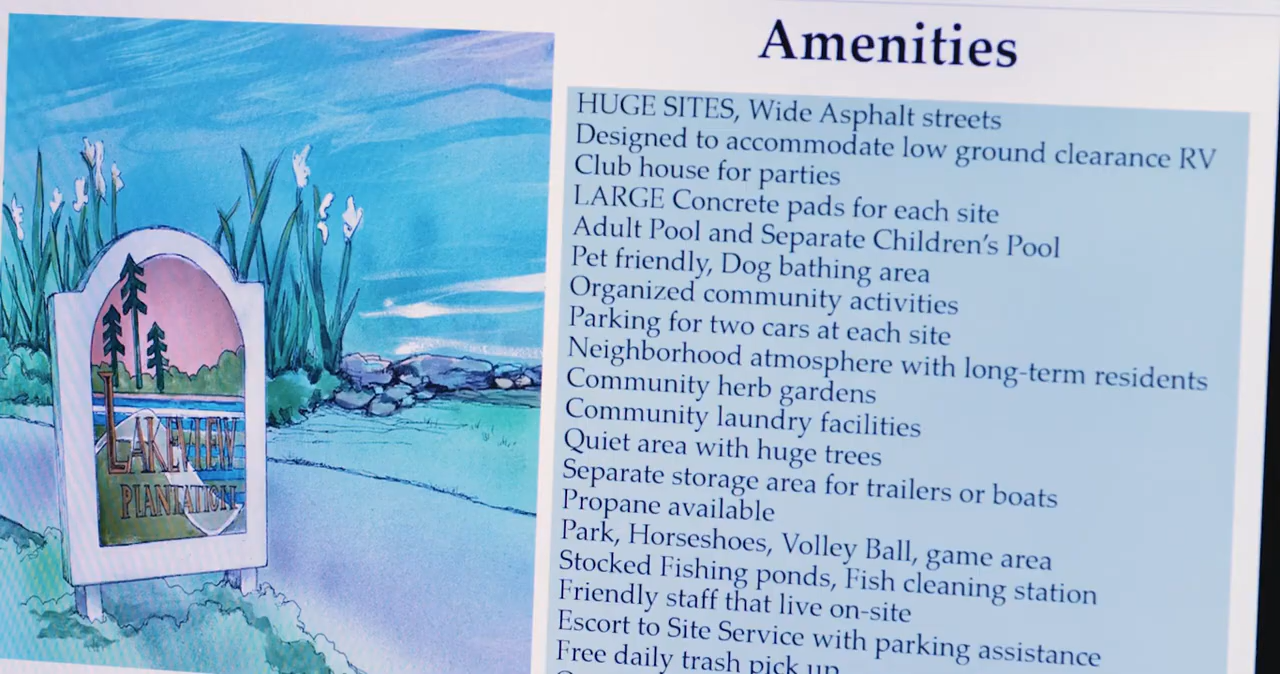 Amenities
HUGE SITES, Wide Asphalt streets
Designed to accommodate low ground clearance RV
Club house for parties
LARGE Concrete pads for each site
Adult Pool and Separate Children's Pool
Pet friendly, Dog bathing area
Organized community activities
Parking for two cars at each site
Neighborhood atmosphere with long-term residents
Community herb gardens
Community laundry facilities
Quiet area with huge trees
Separate storage area for trailers or boats
Propane available
Park, Horseshoes, Volley Ball, game area
Stocked Fishing ponds, Fish cleaning station
Friendly staff that live on-site
Escort to Site Service with parking assistance
Free daily trash pick up
LAKEVIEW
PLANTATION